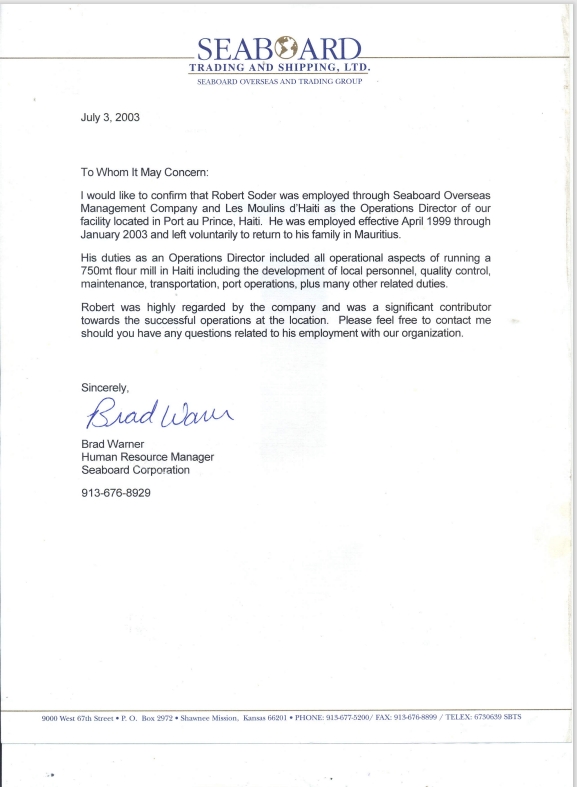 SEABOARD
TRADING AND SHIPPING, LTD.
SEABOARD OVERSEAS AND TRADING GROUP
July 3, 2003
To Whom It May Concern:
I would like to confirm that Robert Soder was employed through Seaboard Overseas
Management Company and Les Moulins d'Haiti as the Operations Director of our
facility located in Port au Prince, Haiti. He was employed effective April 1999 through
January 2003 and left voluntarily to return to his family in Mauritius.
His duties as an Operations Director included all operational aspects of running a
750mt flour mill in Haiti including the development of local personnel, quality control,
maintenance, transportation, port operations, plus many other related duties.
Robert was highly regarded by the company and was a significant contributor
towards the successful operations at the location. Please feel free to contact me
should you have any questions related to his employment with our organization.
Sincerely,
Brad Warner
Brad Warner
Human Resource Manager
Seaboard Corporation
913-676-8929
9000 West 67th Street • P. O. Box 2972 • Shawnee Mission, Kansas 66201 • PHONE: 913-677-5200/ FAX: 913-676-8899 / TELEX: 6730639 SBTS